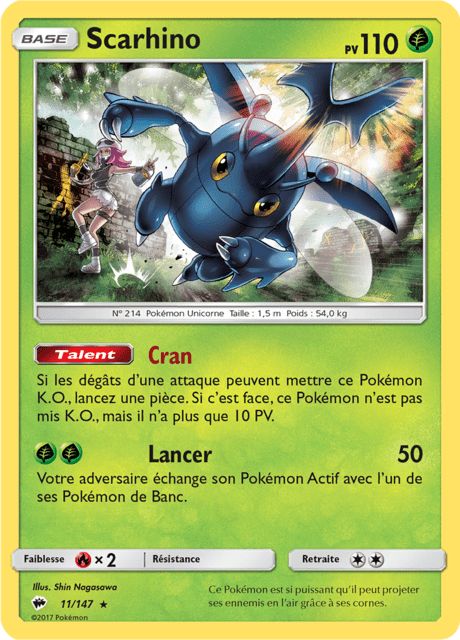 BASE Scarhino PV 110
N° 214 Pokémon Unicorne Taille : 1,5 m Poids : 54,0 kg
Talent Cran
Si les dégâts d'une attaque peuvent mettre ce Pokémon
K.O., lancez une pièce. Si c'est face, ce Pokémon n'est pas
mis K.O., mais il n'a plus que 10 PV.
Lancer 50
Votre adversaire échange son Pokémon Actif avec l'un de
ses Pokémon de Banc.
Faiblesse × 2 Résistance Retraite
Illus. Shin Nagasawa
11/147 ★
©2017 Pokémon
Ce Pokémon est si puissant qu'il peut projeter
ses ennemis en l'air grâce à ses cornes.